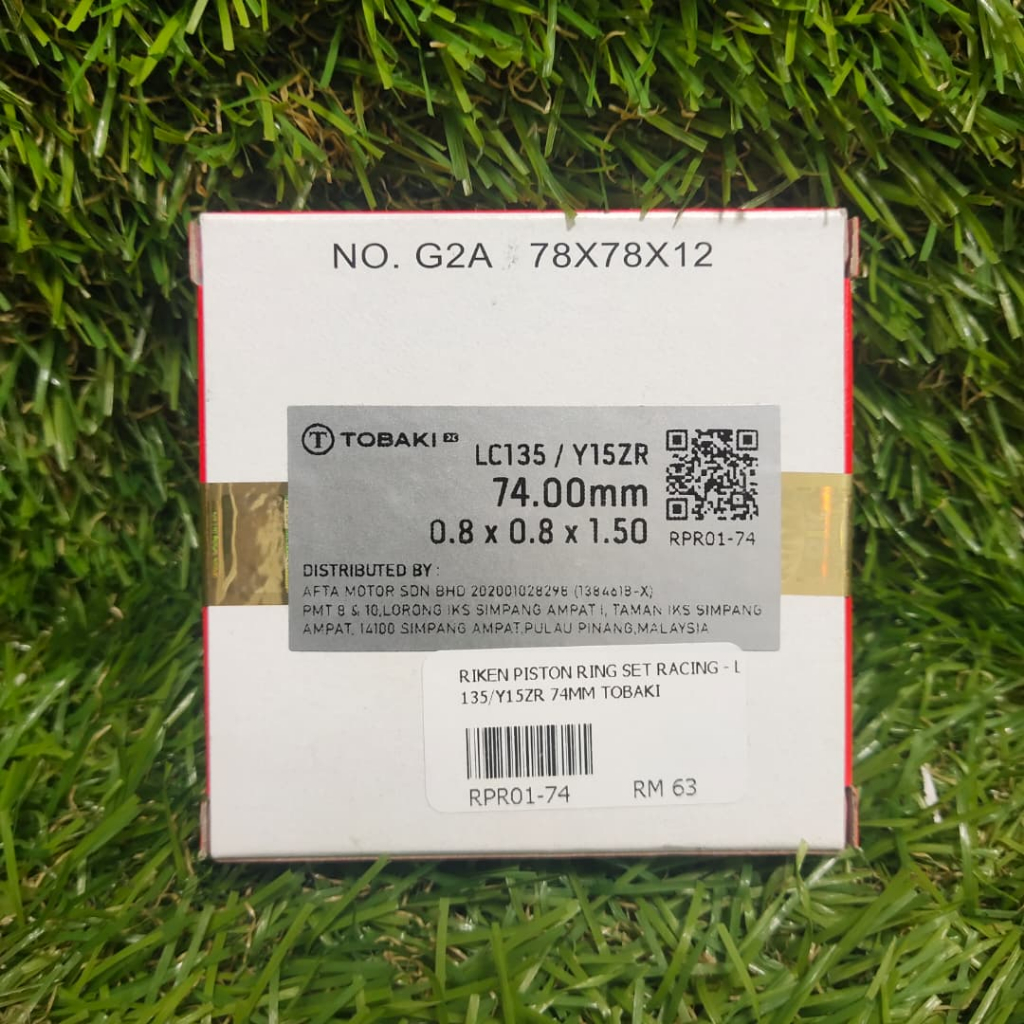 NO. G2A 78X78X12
TOBAKI
LC135 / Y15ZR
74.00mm
0.8 x 0.8 x 1.50
RPR01-74
DISTRIBUTED BY :
AFTA MOTOR SDN BHD 202001028298 (1384618-X)
PMT 8 & 10,LORONG IKS SIMPANG AMPAT 1, TAMAN IKS SIMPANG
AMPAT, 14100 SIMPANG AMPAT,PULAU PINANG,MALAYSIA
RIKEN PISTON RING SET RACING - L
135/Y15ZR 74MM TOBAKI
RPR01-74 RM 63